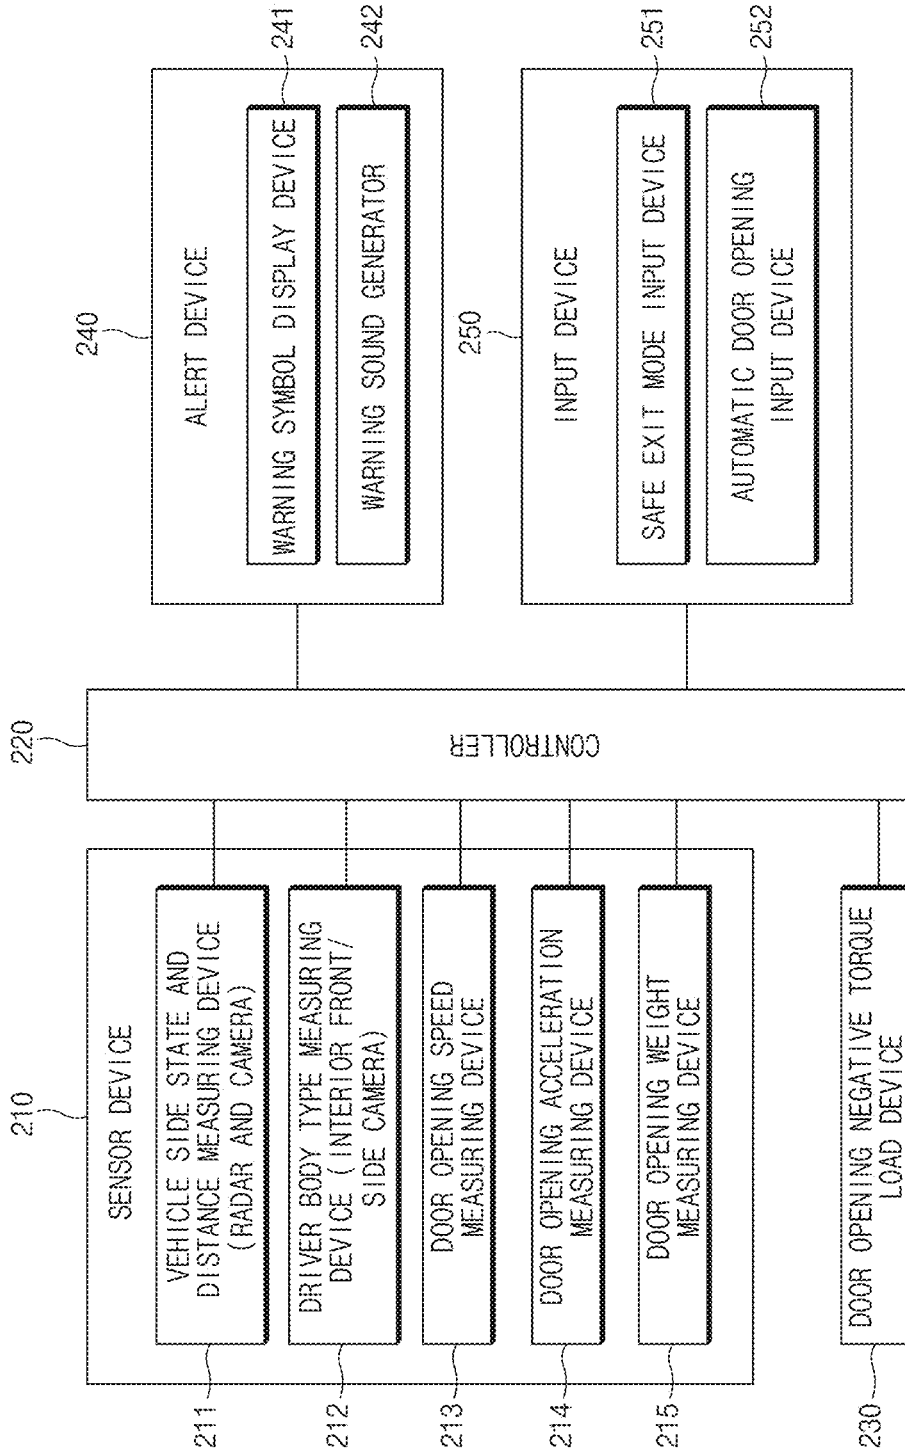 210
SENSOR DEVICE
211
VEHICLE SIDE STATE AND
DISTANCE MEASURING DEVICE
(RADAR AND CAMERA)
212
DRIVER BODY TYPE MEASURING
DEVICE (INTERIOR FRONT/
SIDE CAMERA)
213
DOOR OPENING SPEED
MEASURING DEVICE
214
DOOR OPENING ACCELERATION
MEASURING DEVICE
215
DOOR OPENING WEIGHT
MEASURING DEVICE
230
DOOR OPENING NEGATIVE TORQUE
LOAD DEVICE
220
CONTROLLER
240
ALERT DEVICE
WARNING SYMBOL DISPLAY DEVICE
241
WARNING SOUND GENERATOR
242
250
INPUT DEVICE
SAFE EXIT MODE INPUT DEVICE
251
AUTOMATIC DOOR OPENING
INPUT DEVICE
252